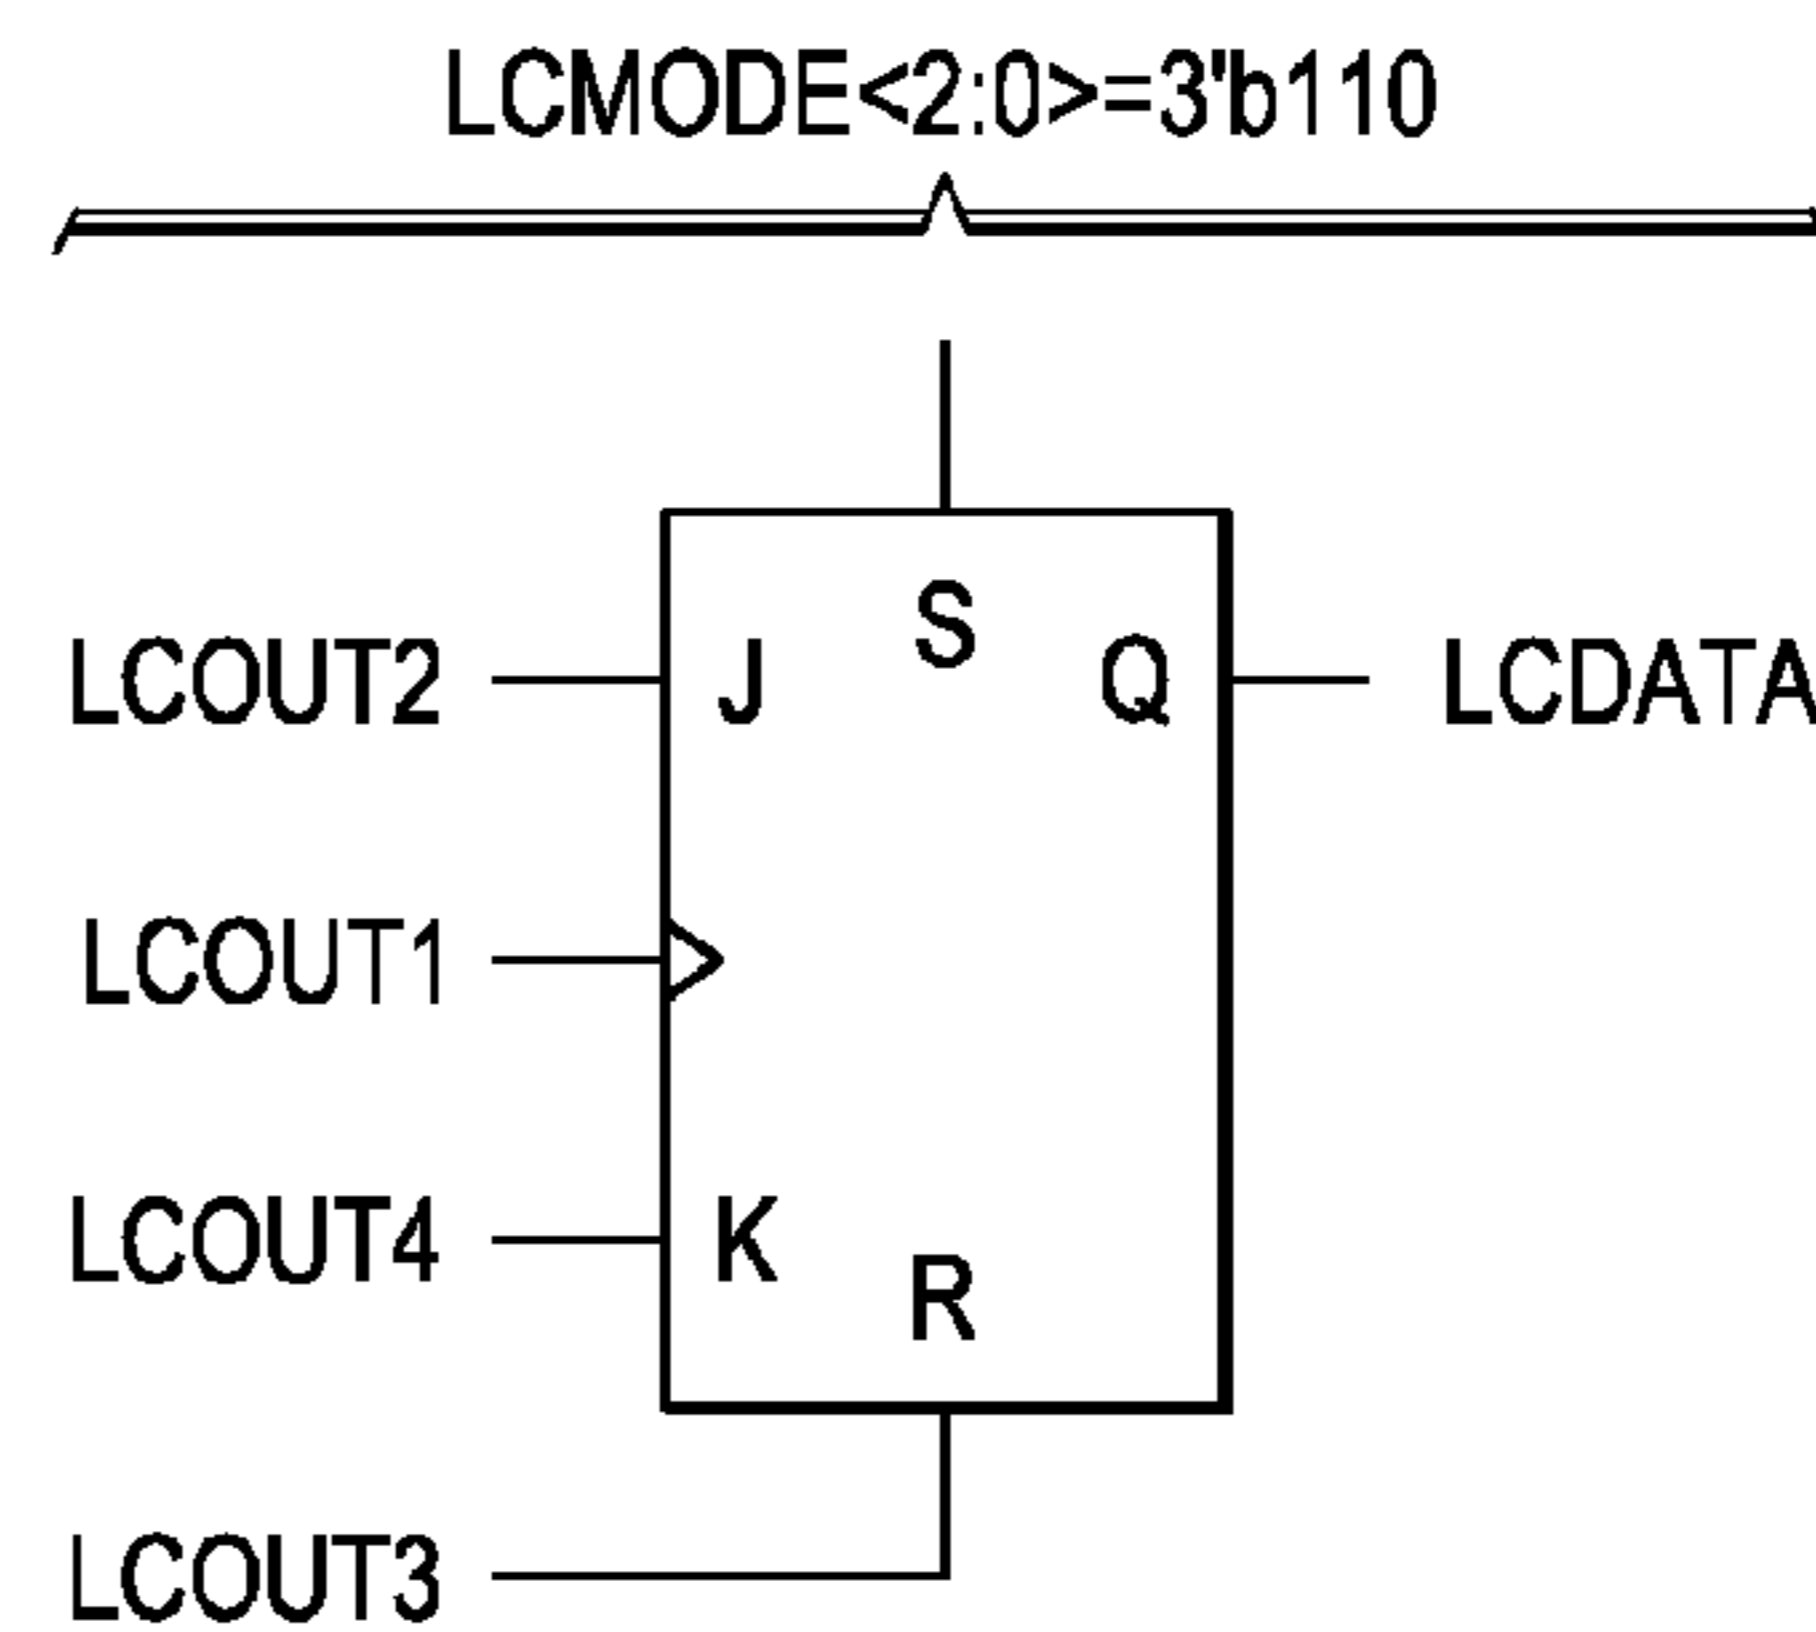 LCMODE<2:0>=3'b110
S
LCOUT2 J Q LCDATA
LCOUT1
LCOUT4 K
R
LCOUT3